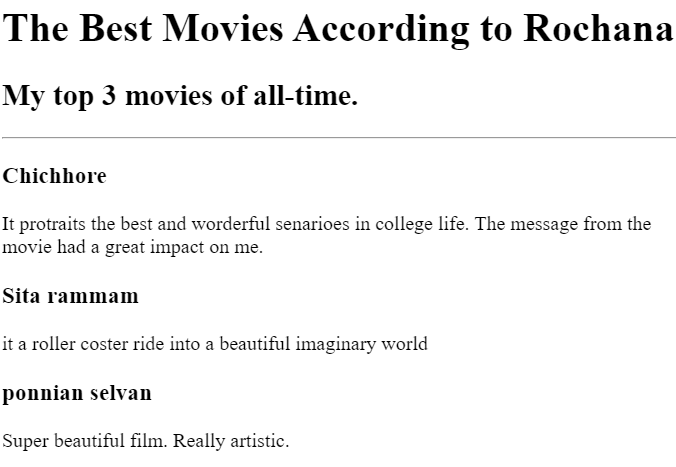 The Best Movies According to Rochana
My top 3 movies of all-time.
Chichhore
It protraits the best and worderful senarioes in college life. The message from the
movie had a great impact on me.
Sita rammam
it a roller coster ride into a beautiful imaginary world
ponnian selvan
Super beautiful film. Really artistic.